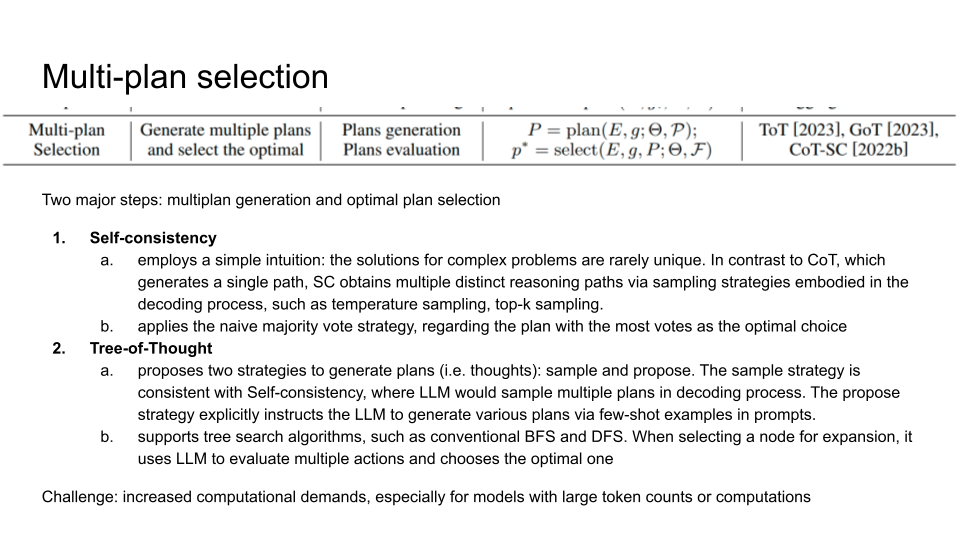 Multi-plan selection
Multi-plan Selection | Generate multiple plans and select the optimal | Plans generation Plans evaluation | P = plan(E, g; Θ, 𝒫); p* = select(E, g, P; Θ, ℱ) | ToT [2023], GoT [2023], CoT-SC [2022b]
Two major steps: multiplan generation and optimal plan selection
1. Self-consistency
a. employs a simple intuition: the solutions for complex problems are rarely unique. In contrast to CoT, which
generates a single path, SC obtains multiple distinct reasoning paths via sampling strategies embodied in the
decoding process, such as temperature sampling, top-k sampling.
b. applies the naive majority vote strategy, regarding the plan with the most votes as the optimal choice
2. Tree-of-Thought
a. proposes two strategies to generate plans (i.e. thoughts): sample and propose. The sample strategy is
consistent with Self-consistency, where LLM would sample multiple plans in decoding process. The propose
strategy explicitly instructs the LLM to generate various plans via few-shot examples in prompts.
b. supports tree search algorithms, such as conventional BFS and DFS. When selecting a node for expansion, it
uses LLM to evaluate multiple actions and chooses the optimal one
Challenge: increased computational demands, especially for models with large token counts or computations